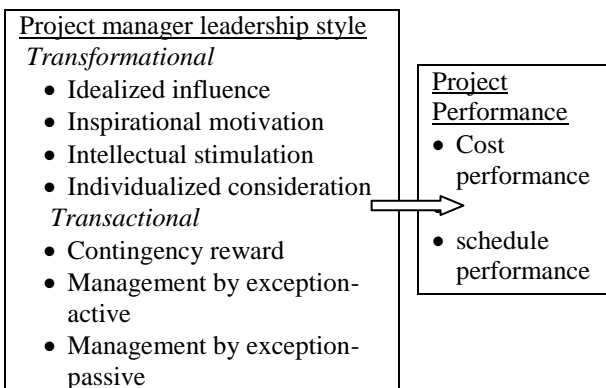 Project manager leadership style
Transformational
• Idealized influence
• Inspirational motivation
• Intellectual stimulation
• Individualized consideration
Transactional
• Contingency reward
• Management by exception-
active
• Management by exception-
passive
Project
Performance
• Cost
performance
• schedule
performance